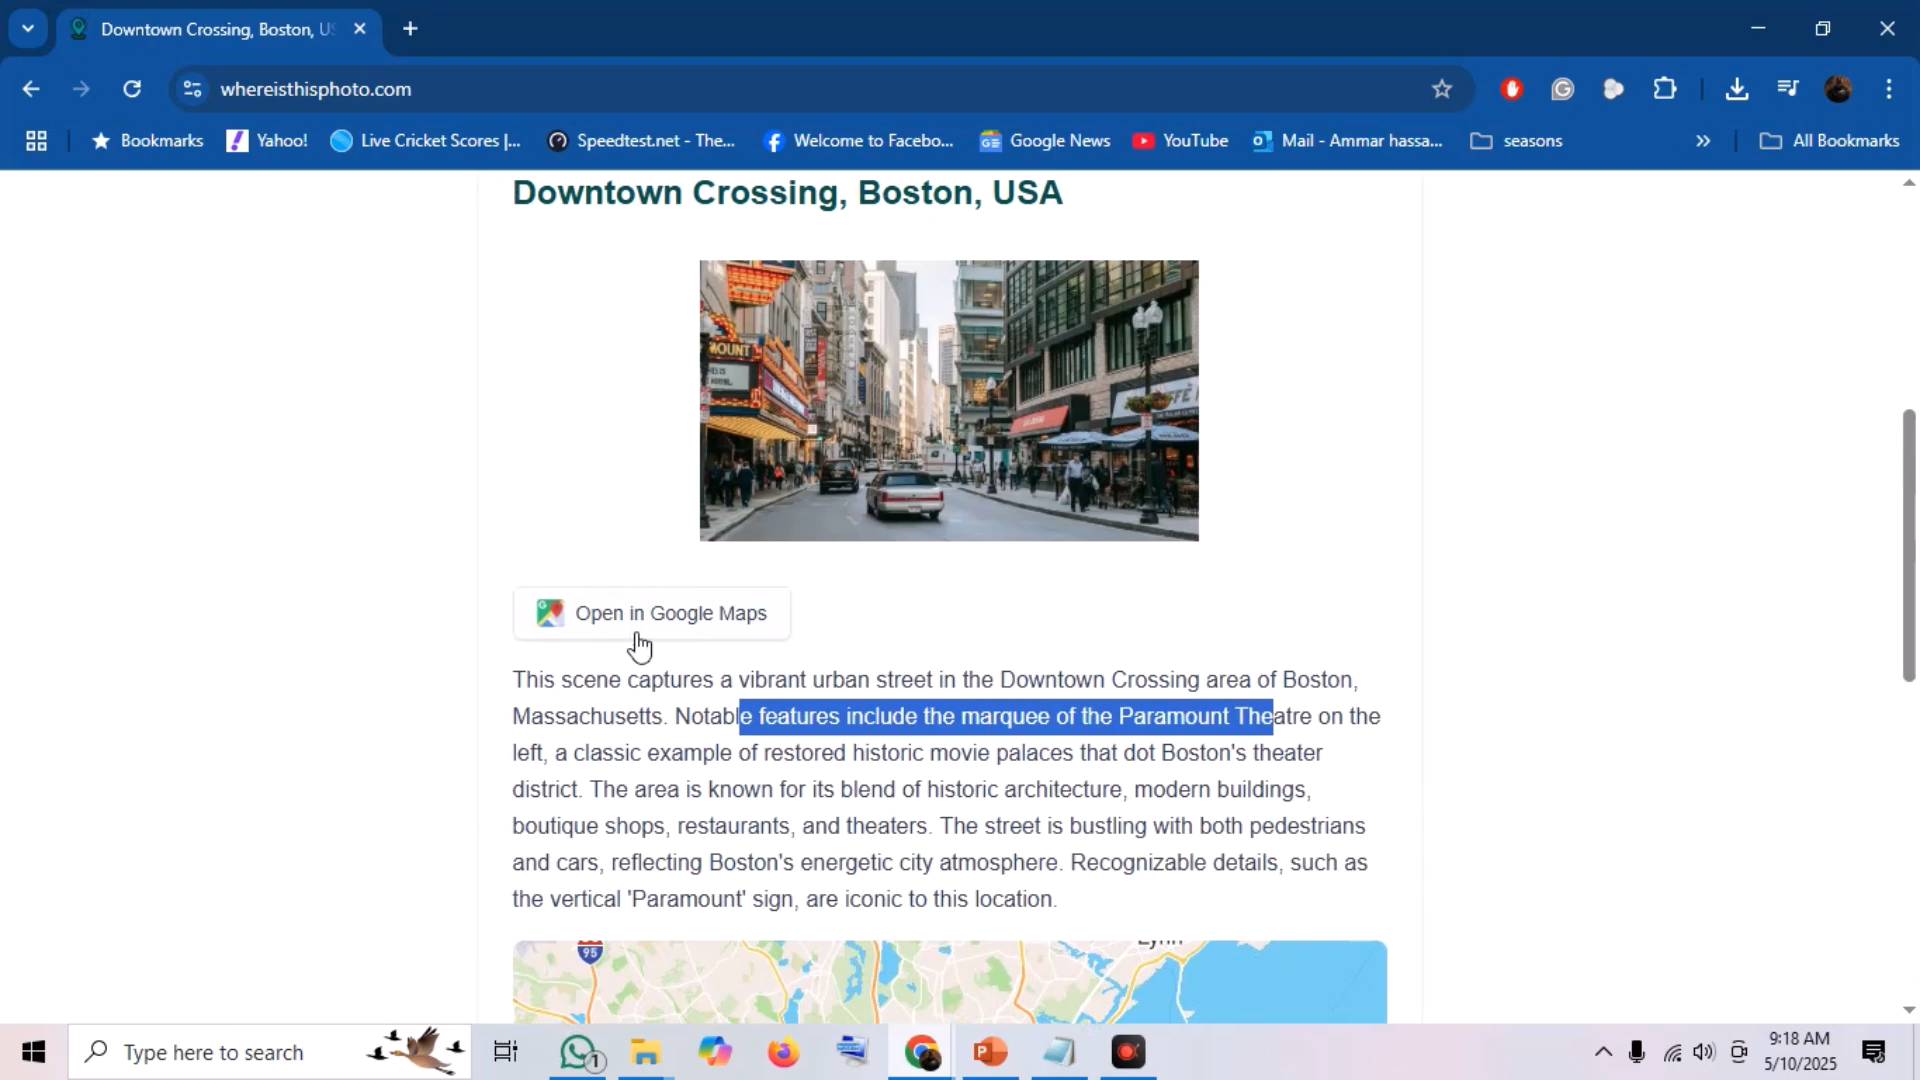 Downtown Crossing, Boston, US
whereisthisphoto.com
Bookmarks
Yahoo!
Live Cricket Scores |...
Speedtest.net - The...
Welcome to Facebo...
Google News
YouTube
Mail - Ammar hassa...
seasons
All Bookmarks
Downtown Crossing, Boston, USA
MOUNT
Open in Google Maps
This scene captures a vibrant urban street in the Downtown Crossing area of Boston,
Massachusetts. Notable features include the marquee of the Paramount Theatre on the
left, a classic example of restored historic movie palaces that dot Boston's theater
district. The area is known for its blend of historic architecture, modern buildings,
boutique shops, restaurants, and theaters. The street is bustling with both pedestrians
and cars, reflecting Boston's energetic city atmosphere. Recognizable details, such as
the vertical 'Paramount' sign, are iconic to this location.
Lynn
95
Type here to search
1
9:18 AM
5/10/2025